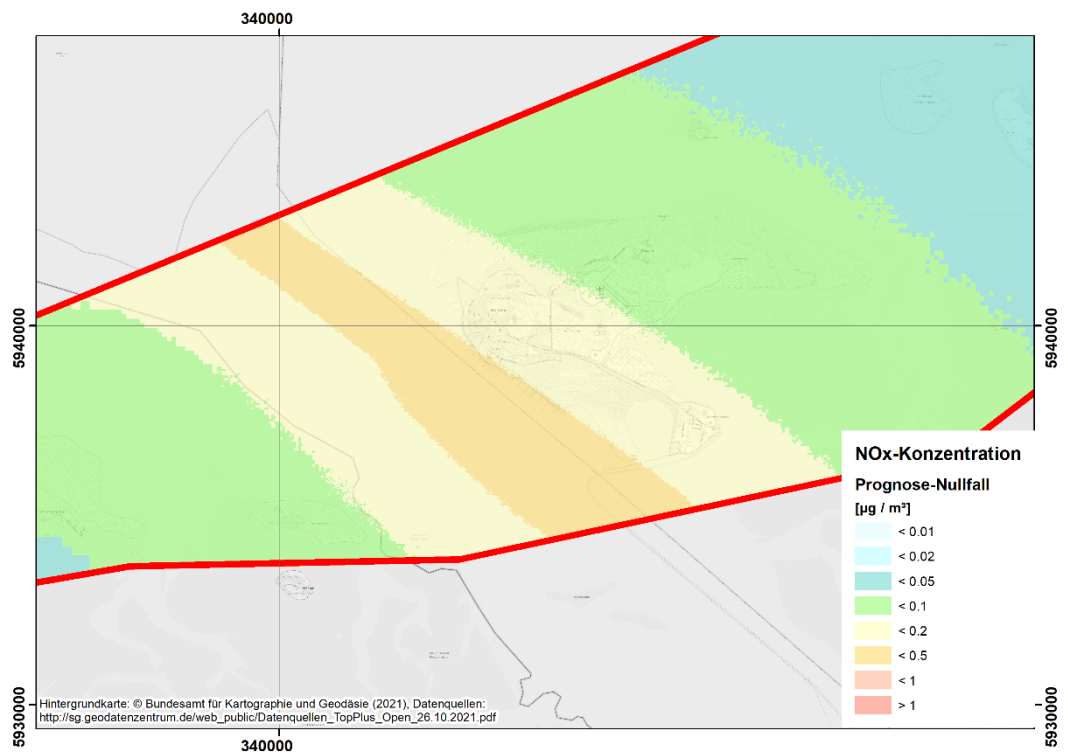 340000
5940000
5940000
NOx-Konzentration
Prognose-Nullfall
[µg / m³]
< 0.01
< 0.02
< 0.05
< 0.1
< 0.2
< 0.5
< 1
> 1
5930000
5930000
Hintergrundkarte: © Bundesamt für Kartographie und Geodäsie (2021), Datenquellen:
http://sg.geodatenzentrum.de/web_public/Datenquellen_TopPlus_Open_26.10.2021.pdf
340000